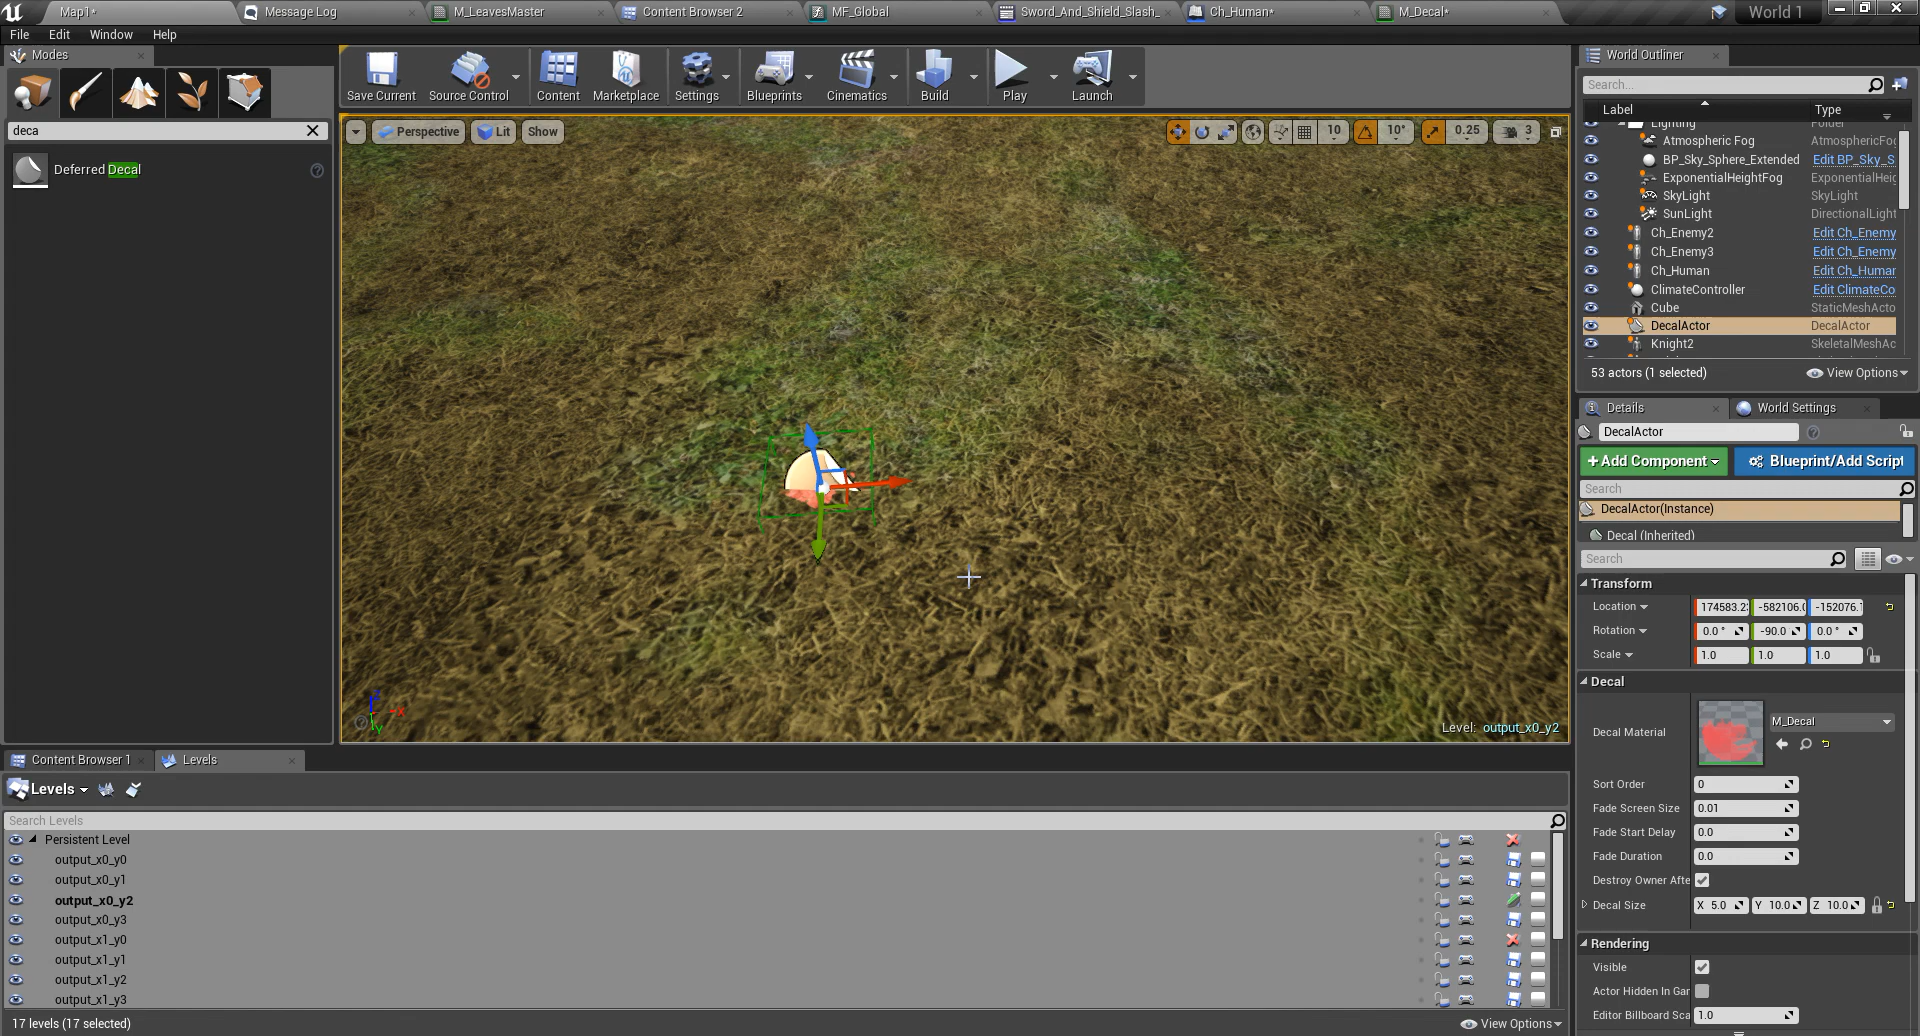 Map1*
Message Log
M_LeavesMaster
Content Browser 2
MF_Global
Sword_And_Shield_Slash_
Ch_Human*
M_Decal*
World 1
File Edit Window Help
Modes
deca
Deferred Decal
Save Current
Source Control
Content
Marketplace
Settings
Blueprints
Cinematics
Build
Play
Launch
Perspective
Lit
Show
10
10°
0.25
3
Level: output_x0_y2
X
Y
Z
World Outliner
Search...
Label Type
Lighting Folder
Atmospheric Fog AtmosphericFog
BP_Sky_Sphere_Extended Edit BP_Sky_S
ExponentialHeightFog ExponentialHeig
SkyLight SkyLight
SunLight DirectionalLight
Ch_Enemy2 Edit Ch_Enemy
Ch_Enemy3 Edit Ch_Enemy
Ch_Human Edit Ch_Human
ClimateController Edit ClimateCo
Cube StaticMeshActo
DecalActor DecalActor
Knight2 SkeletalMeshAc
53 actors (1 selected)
View Options
Details
World Settings
DecalActor
+Add Component
Blueprint/Add Script
Search
DecalActor(Instance)
Decal (Inherited)
Search
Transform
Location 174583.2 -582106.0 -152076.
Rotation 0.0 ° -90.0 0.0 °
Scale 1.0 1.0 1.0
Decal
Decal Material
M_Decal
Sort Order 0
Fade Screen Size 0.01
Fade Start Delay 0.0
Fade Duration 0.0
Destroy Owner Afte
Decal Size X 5.0 Y 10.0 Z 10.0
Rendering
Visible
Actor Hidden In Gar
Editor Billboard Sca 1.0
Content Browser 1
Levels
Levels
Search Levels
Persistent Level
output_x0_y0
output_x0_y1
output_x0_y2
output_x0_y3
output_x1_y0
output_x1_y1
output_x1_y2
output_x1_y3
17 levels (17 selected)
View Options